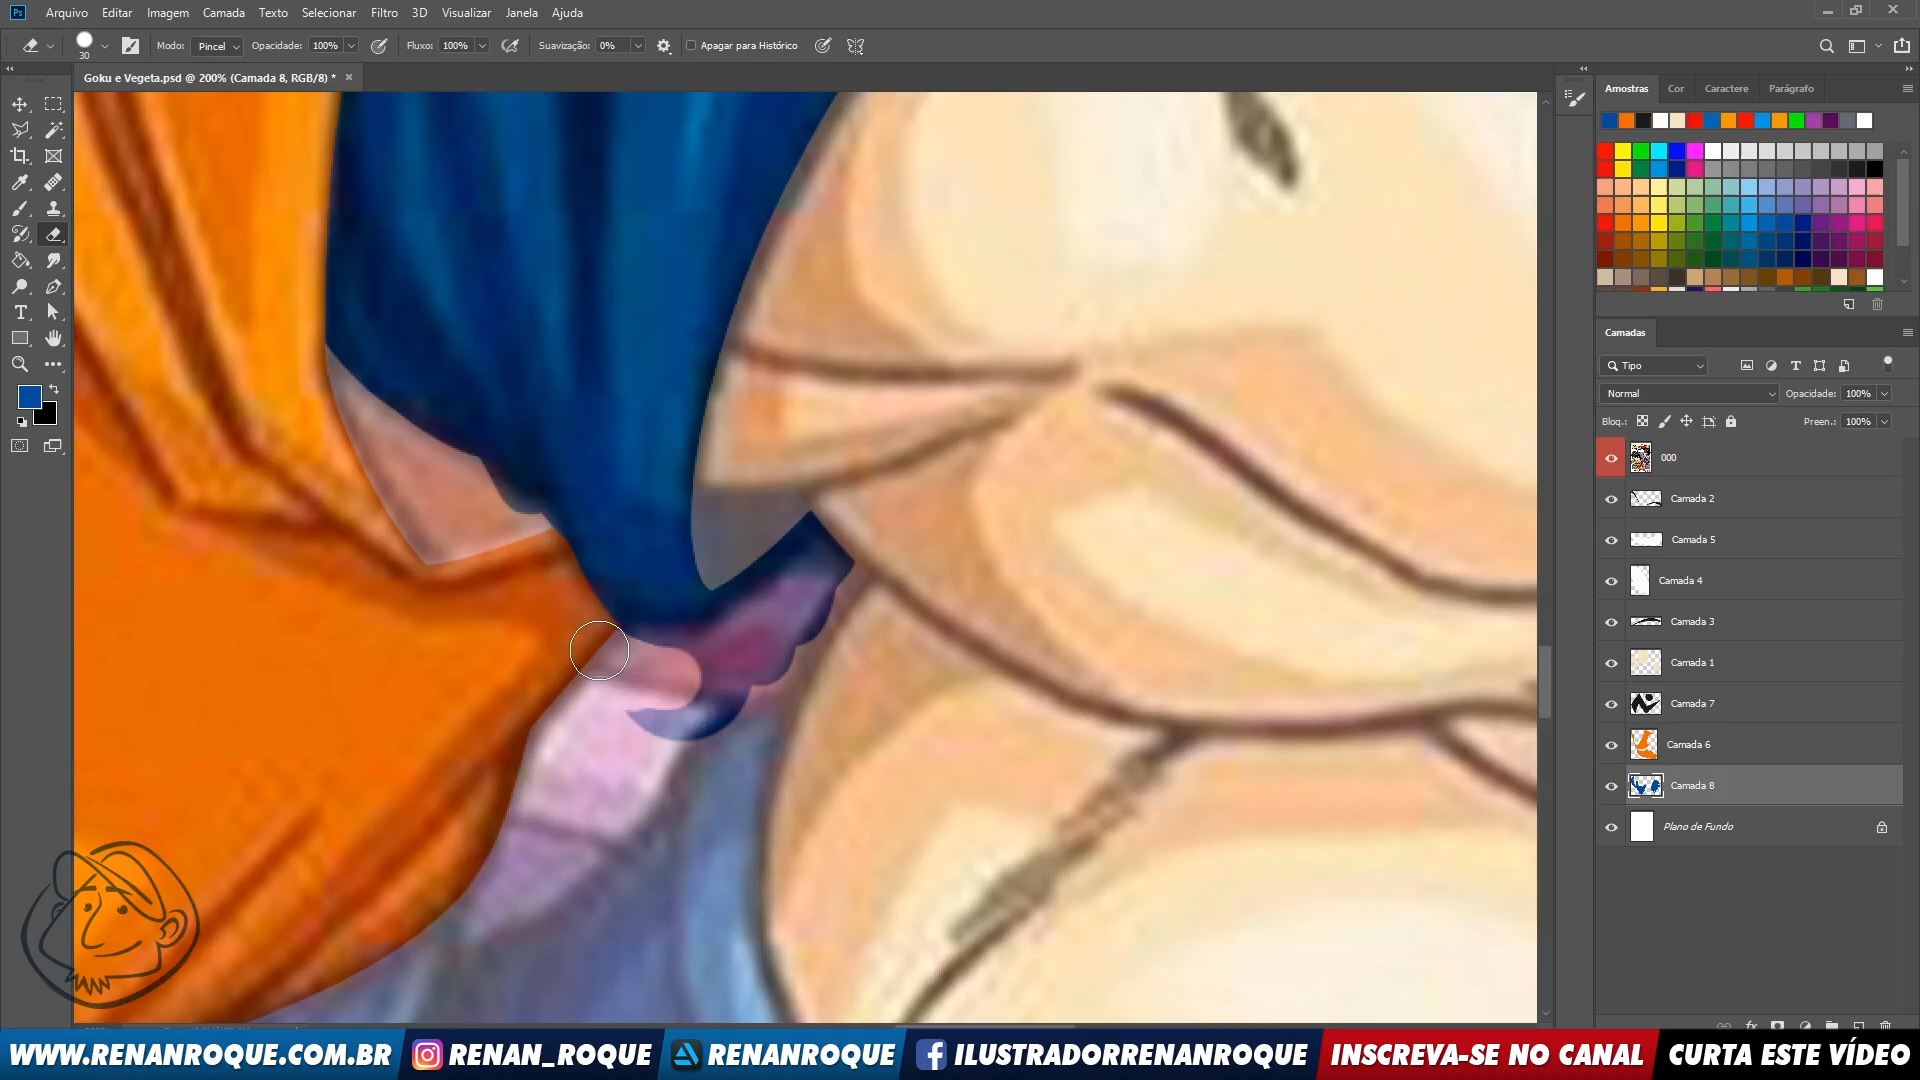 Ps Arquivo Editar Imagem Camada Texto Selecionar Filtro 3D Visualizar Janela Ajuda
30 Modo: Pincel Opacidade: 100% Fluxo: 100% Suavização: 0% Apagar para Histórico
Goku e Vegeta.psd @ 200% (Camada 8, RGB/8) * ×
Amostras Cor Caractere Parágrafo
Camadas
Tipo
Normal Opacidade: 100%
Bloq.: Preen.: 100%
000
Camada 2
Camada 5
Camada 4
Camada 3
Camada 1
Camada 7
Camada 6
Camada 8
Plano de Fundo
WWW.RENANROQUE.COM.BR RENAN_ROQUE RENANROQUE ILUSTRADORRENANROQUE INSCREVA-SE NO CANAL CURTA ESTE VÍDEO